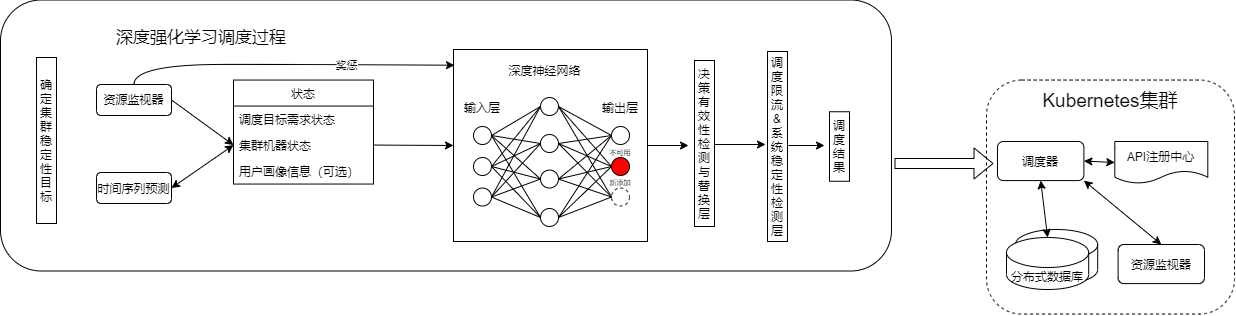 深度强化学习调度过程
确定集群稳定性目标
资源监视器
时间序列预测
奖惩
状态
调度目标需求状态
集群机器状态
用户画像信息（可选）
深度神经网络
输入层
输出层
不可用
新添加
决策有效性检测与替换层
调度限流&系统稳定性检测层
调度结果
Kubernetes集群
调度器
API注册中心
分布式数据库
资源监视器